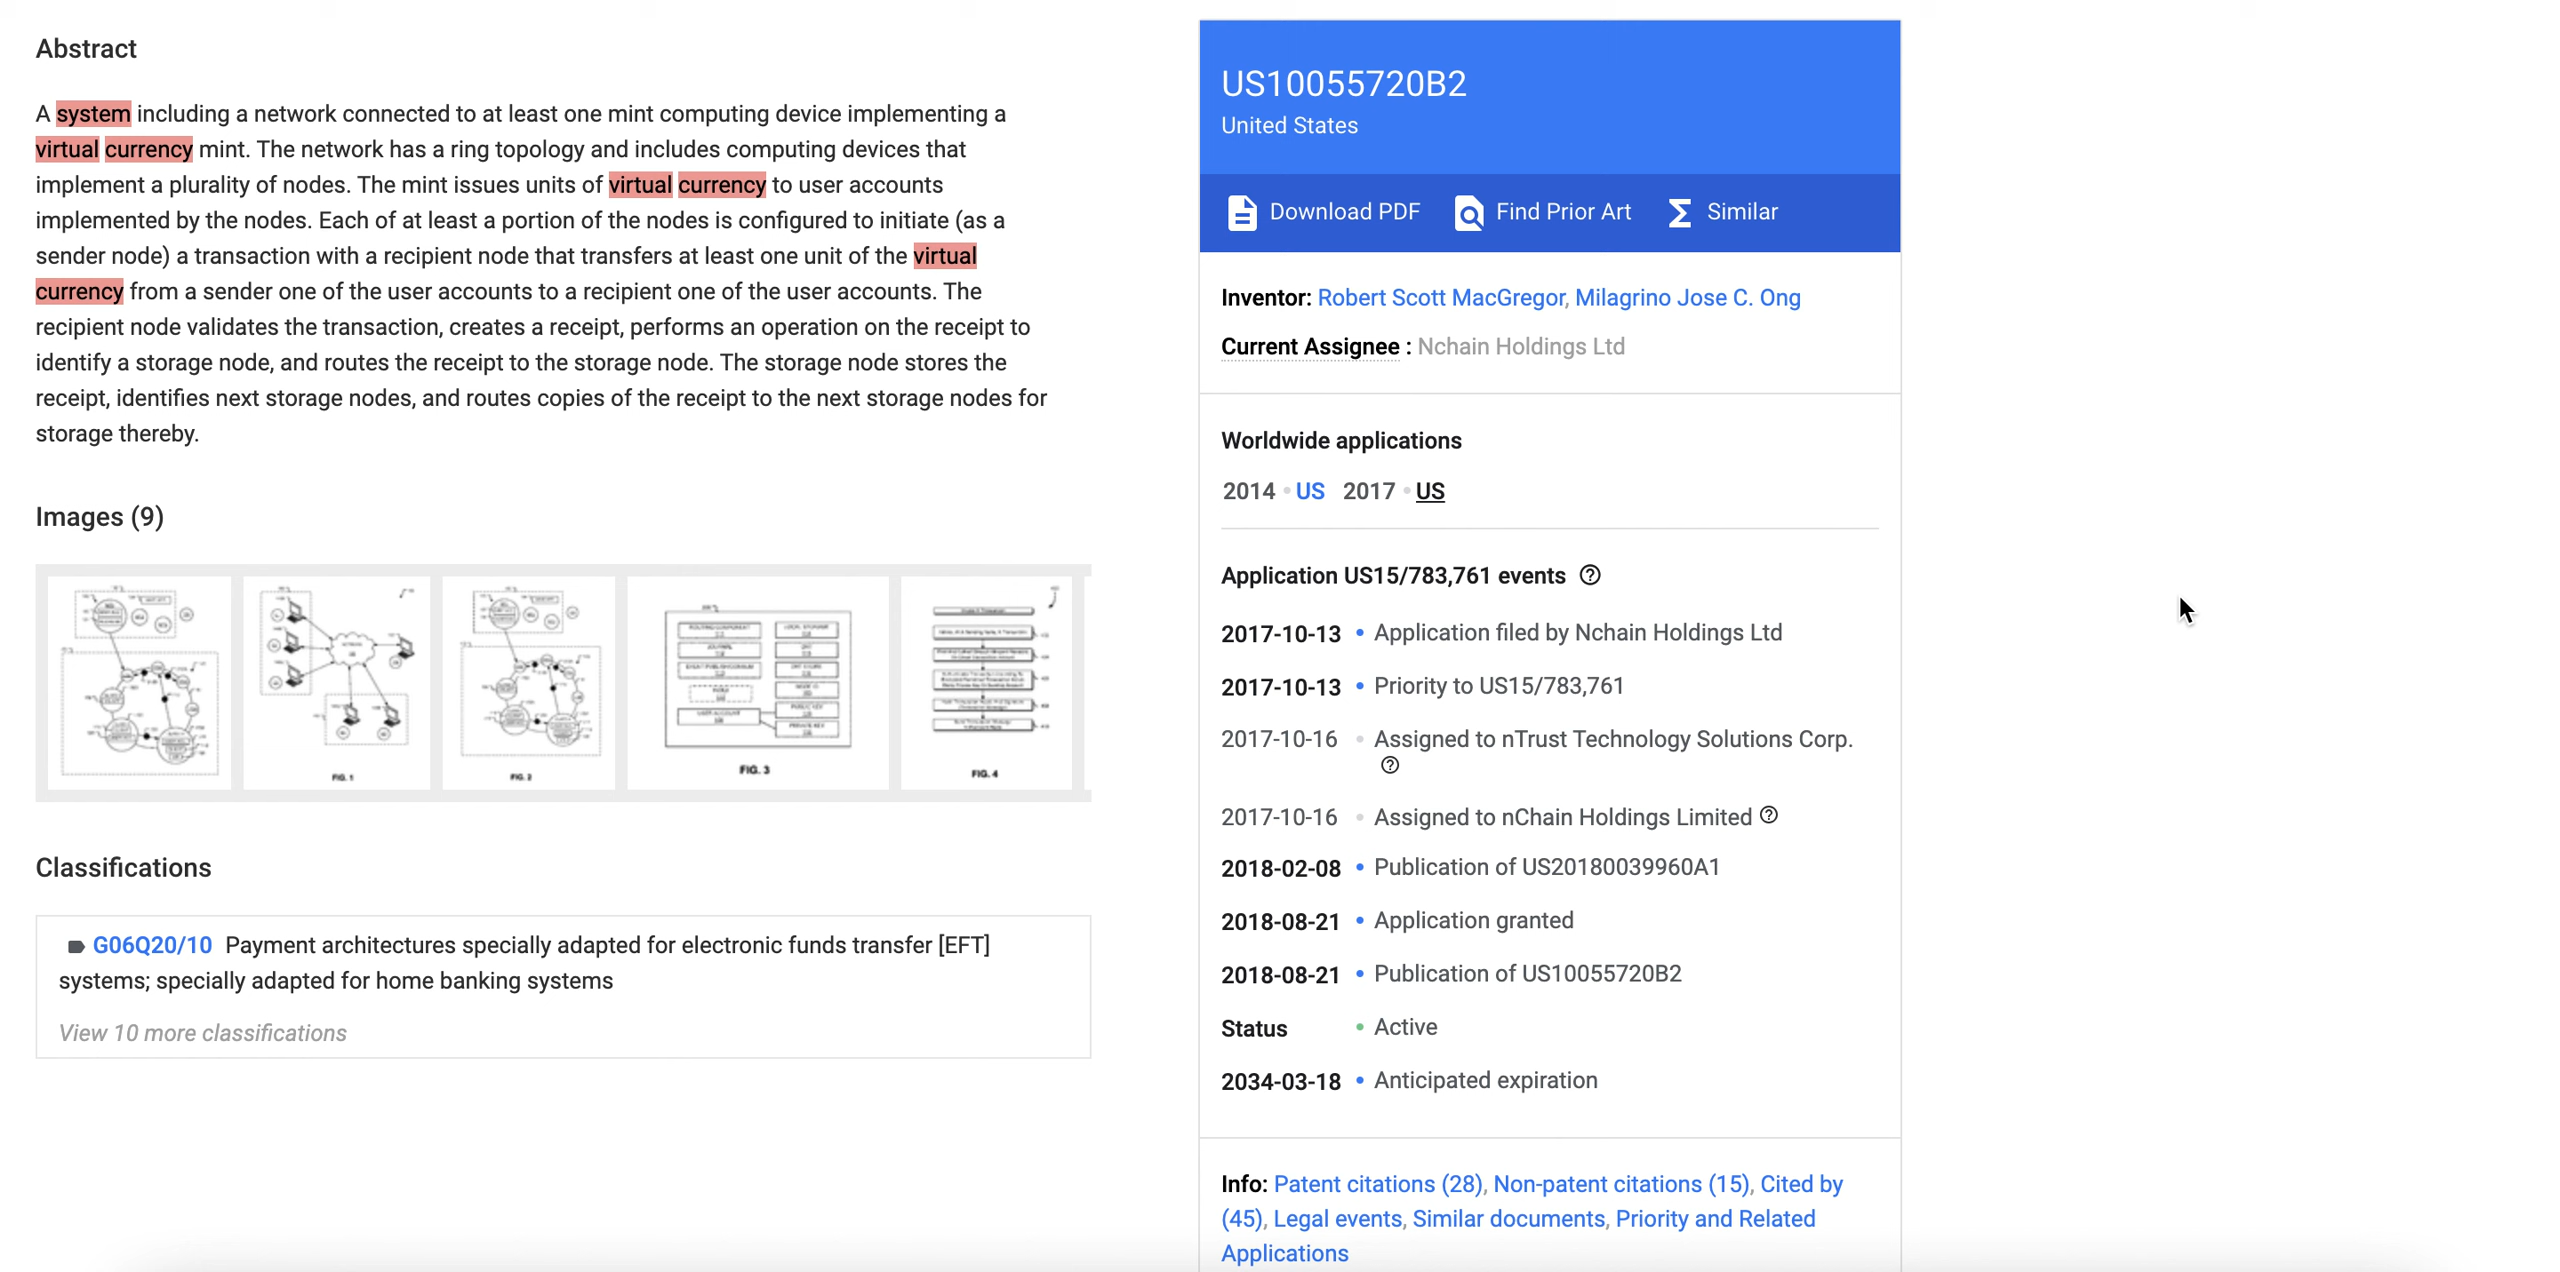 Abstract
A system including a network connected to at least one mint computing device implementing a
virtual currency mint. The network has a ring topology and includes computing devices that
implement a plurality of nodes. The mint issues units of virtual currency to user accounts
implemented by the nodes. Each of at least a portion of the nodes is configured to initiate (as a
sender node) a transaction with a recipient node that transfers at least one unit of the virtual
currency from a sender one of the user accounts to a recipient one of the user accounts. The
recipient node validates the transaction, creates a receipt, performs an operation on the receipt to
identify a storage node, and routes the receipt to the storage node. The storage node stores the
receipt, identifies next storage nodes, and routes copies of the receipt to the next storage nodes for
storage thereby.
Images (9)
FIG. 1
FIG. 2
FIG. 3
FIG. 4
Classifications
G06Q20/10 Payment architectures specially adapted for electronic funds transfer [EFT]
systems; specially adapted for home banking systems
View 10 more classifications
US10055720B2
United States
Download PDF Find Prior Art Similar
Inventor: Robert Scott MacGregor, Milagrino Jose C. Ong
Current Assignee : Nchain Holdings Ltd
Worldwide applications
2014 US 2017 US
Application US15/783,761 events
2017-10-13 Application filed by Nchain Holdings Ltd
2017-10-13 Priority to US15/783,761
2017-10-16 Assigned to nTrust Technology Solutions Corp.
2017-10-16 Assigned to nChain Holdings Limited
2018-02-08 Publication of US20180039960A1
2018-08-21 Application granted
2018-08-21 Publication of US10055720B2
Status Active
2034-03-18 Anticipated expiration
Info: Patent citations (28), Non-patent citations (15), Cited by
(45), Legal events, Similar documents, Priority and Related
Applications